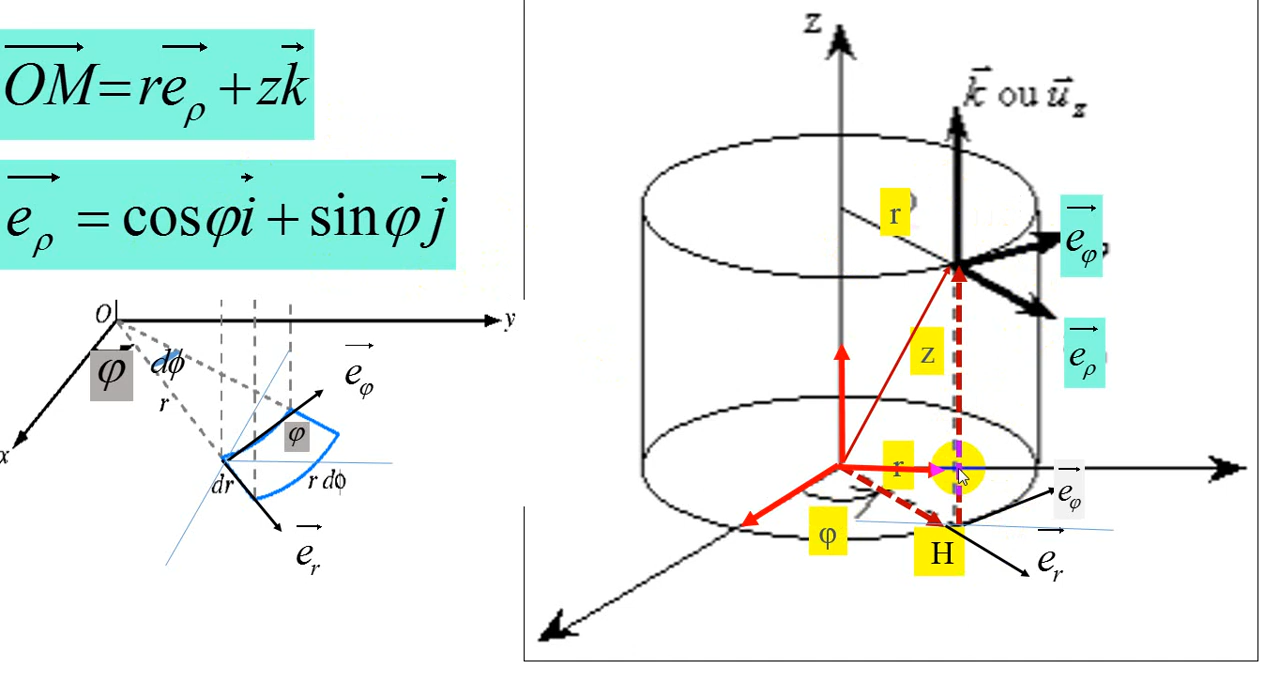 OM=re_ρ+zk
e_ρ = cosφi + sinφj
O
y
φ
dϕ
r
e_φ
x
φ
dr
r dϕ
e_r
z
k ou u_z
r
e_φ
z
e_ρ
r
e_φ
φ
H
e_r